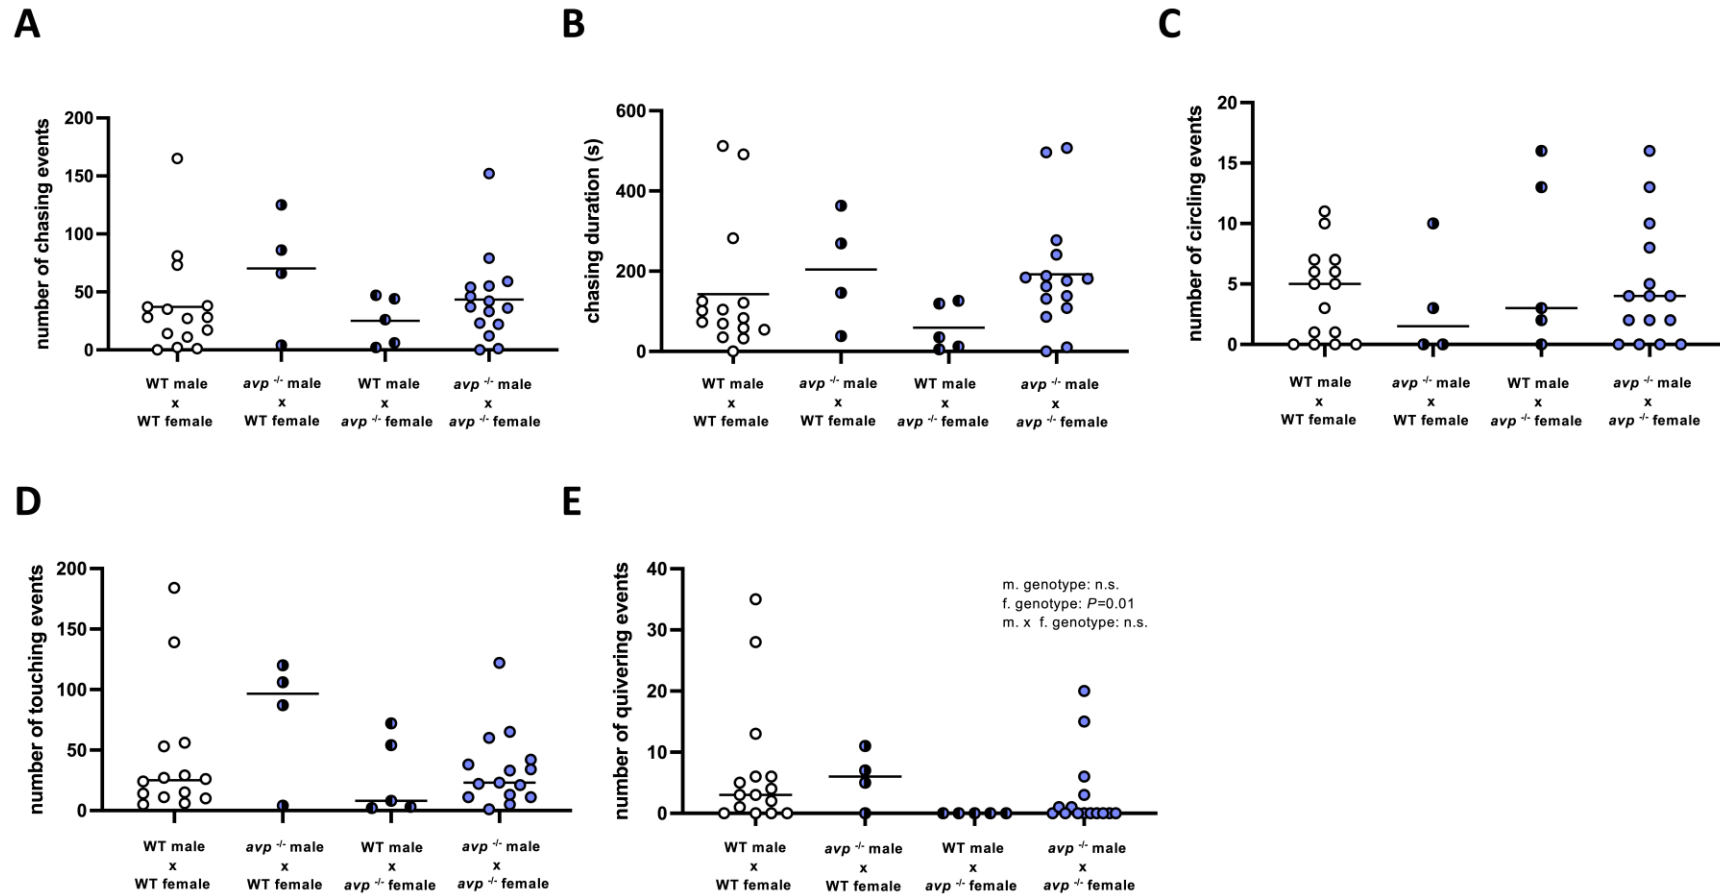 A
B
C
number of chasing events
200
150
100
50
0
WT male
x
WT female
avp -/- male
x
WT female
WT male
x
avp -/- female
avp -/- male
x
avp -/- female
chasing duration (s)
600
400
200
0
WT male
x
WT female
avp -/- male
x
WT female
WT male
x
avp -/- female
avp -/- male
x
avp -/- female
number of circling events
20
15
10
5
0
WT male
x
WT female
avp -/- male
x
WT female
WT male
x
avp -/- female
avp -/- male
x
avp -/- female
D
E
number of touching events
200
150
100
50
0
WT male
x
WT female
avp -/- male
x
WT female
WT male
x
avp -/- female
avp -/- male
x
avp -/- female
number of quivering events
40
30
20
10
0
m. genotype: n.s.
f. genotype: P=0.01
m. x f. genotype: n.s.
WT male
x
WT female
avp -/- male
x
WT female
WT male
x
avp -/- female
avp -/- male
x
avp -/- female